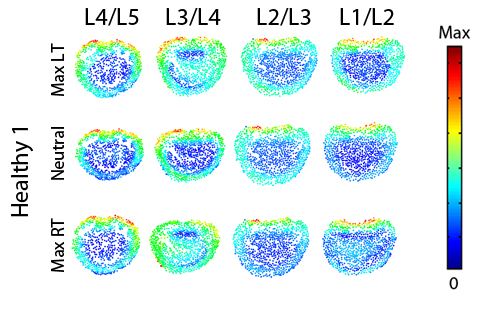 L4/L5 L3/L4 L2/L3 L1/L2
Max
Max LT
Neutral
Max RT
Healthy 1
0